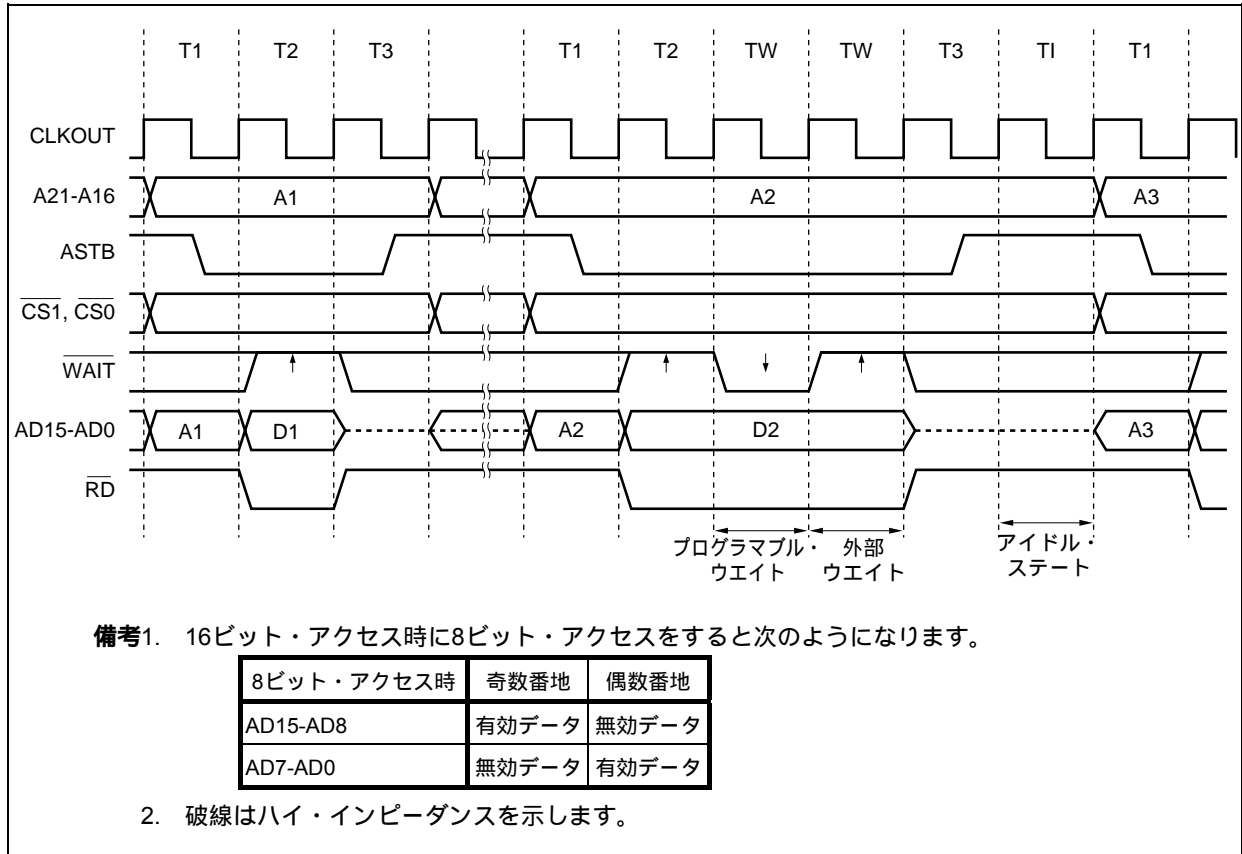 T1 T2 T3 T1 T2 TW TW T3 TI T1
CLKOUT
A21-A16 A1 A2 A3
ASTB
CS1, CS0
WAIT
AD15-AD0 A1 D1 A2 D2 A3
RD
プログラマブル・ウエイト
外部ウエイト
アイドル・ステート
備考1. 16ビット・アクセス時に8ビット・アクセスをすると次のようになります。
8ビット・アクセス時 奇数番地 偶数番地
AD15-AD8 有効データ 無効データ
AD7-AD0 無効データ 有効データ
2. 破線はハイ・インピーダンスを示します。